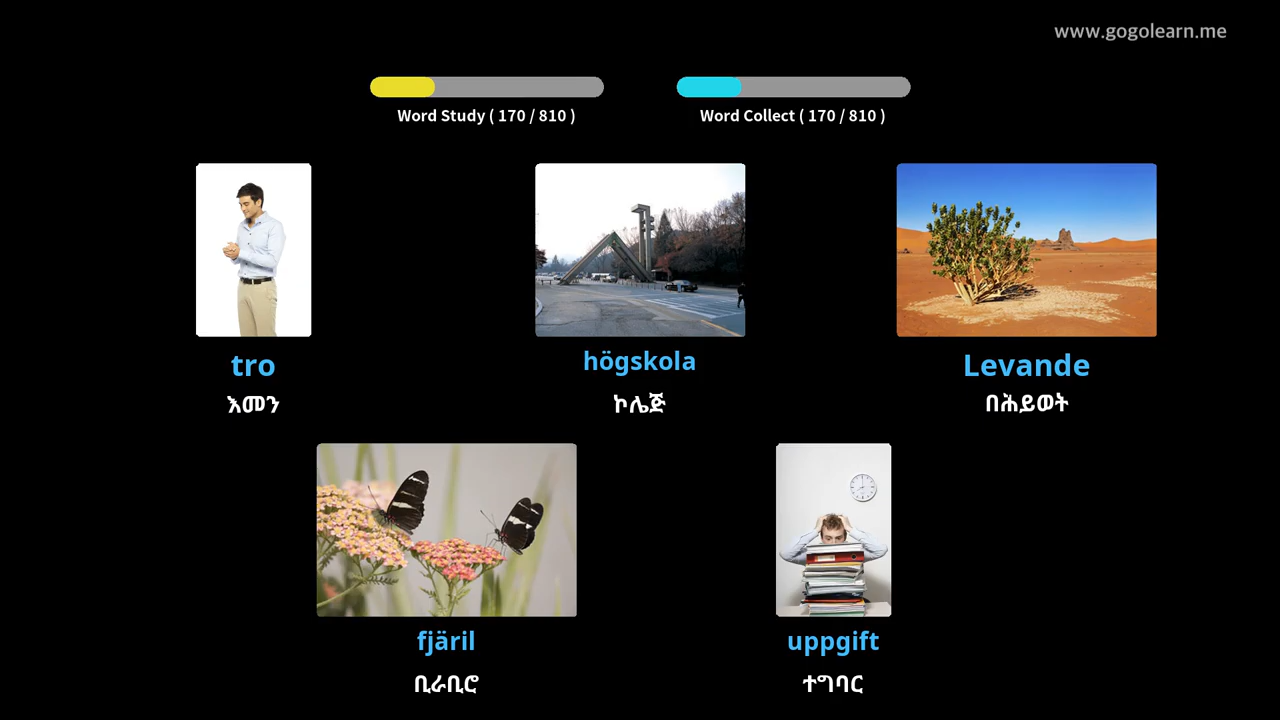 www.gogolearn.me
Word Study ( 170 / 810 )
Word Collect ( 170 / 810 )
tro
högskola
Levande
እመን
ኮሌጅ
በሕይወት
fjäril
uppgift
ቢራቢሮ
ተግባር